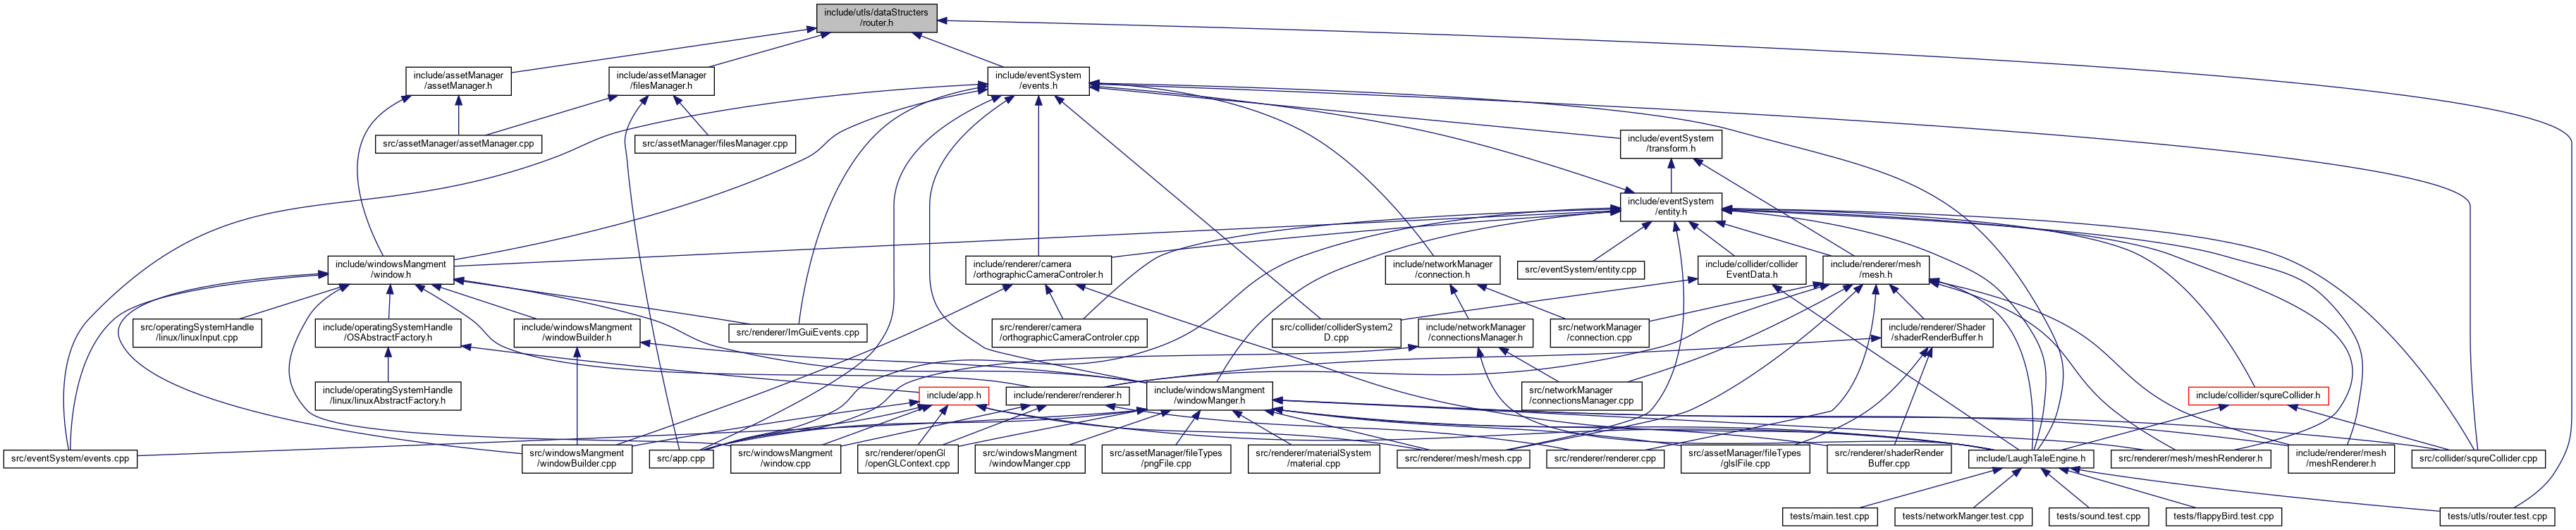 include/utls/dataStructers
/router.h
include/assetManager
/assetManager.h
include/assetManager
/filesManager.h
include/eventSystem
/events.h
src/assetManager/assetManager.cpp
src/assetManager/filesManager.cpp
include/eventSystem
/transform.h
include/eventSystem
/entity.h
include/windowsMangment
/window.h
include/renderer/camera
/orthographicCameraControler.h
include/networkManager
/connection.h
src/eventSystem/entity.cpp
include/collider/collider
EventData.h
include/renderer/mesh
/mesh.h
src/operatingSystemHandle
/linux/linuxInput.cpp
include/operatingSystemHandle
/OSAbstractFactory.h
include/windowsMangment
/windowBuilder.h
src/renderer/ImGuiEvents.cpp
src/renderer/camera
/orthographicCameraControler.cpp
src/collider/colliderSystem2
D.cpp
include/networkManager
/connectionsManager.h
src/networkManager
/connection.cpp
include/renderer/Shader
/shaderRenderBuffer.h
include/operatingSystemHandle
/linux/linuxAbstractFactory.h
include/app.h
include/renderer/renderer.h
include/windowsMangment
/windowManger.h
src/networkManager
/connectionsManager.cpp
include/collider/squreCollider.h
src/eventSystem/events.cpp
src/windowsMangment
/windowBuilder.cpp
src/app.cpp
src/windowsMangment
/window.cpp
src/renderer/openGl
/openGLContext.cpp
src/windowsMangment
/windowManger.cpp
src/assetManager/fileTypes
/pngFile.cpp
src/renderer/materialSystem
/material.cpp
src/renderer/mesh/mesh.cpp
src/renderer/renderer.cpp
src/assetManager/fileTypes
/glslFile.cpp
src/renderer/shaderRender
Buffer.cpp
include/LaughTaleEngine.h
src/renderer/mesh/meshRenderer.h
include/renderer/mesh
/meshRenderer.h
src/collider/squreCollider.cpp
tests/main.test.cpp
tests/networkManger.test.cpp
tests/sound.test.cpp
tests/flappyBird.test.cpp
tests/utls/router.test.cpp